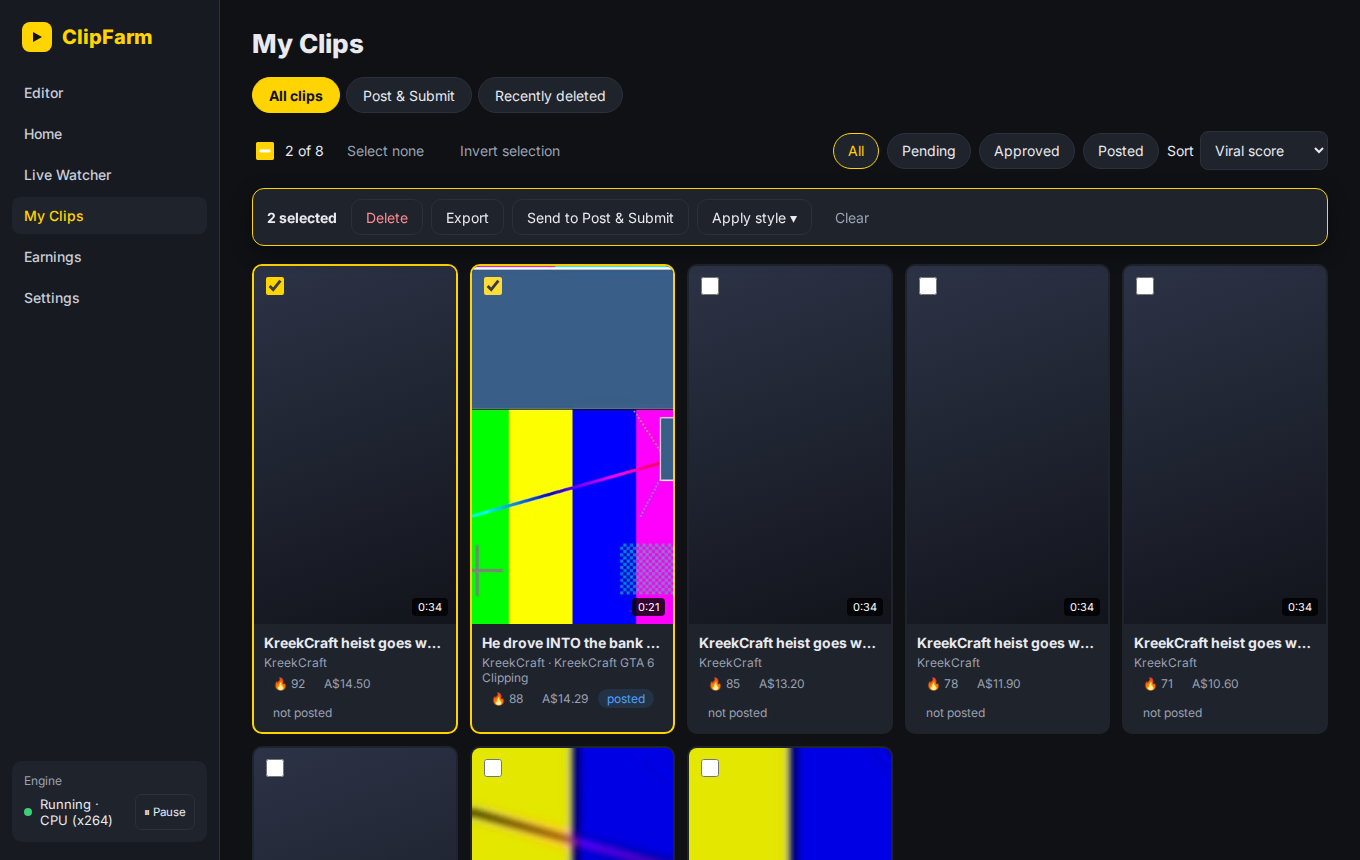 ClipFarm
Editor
Home
Live Watcher
My Clips
Earnings
Settings
Engine
Running ·
CPU (x264)
Pause
My Clips
All clips
Post & Submit
Recently deleted
2 of 8
Select none
Invert selection
All
Pending
Approved
Posted
Sort
Viral score
2 selected
Delete
Export
Send to Post & Submit
Apply style ▾
Clear
0:34
KreekCraft heist goes w...
KreekCraft
🔥 92 A$14.50
not posted
0:21
He drove INTO the bank ...
KreekCraft · KreekCraft GTA 6
Clipping
🔥 88 A$14.29 posted
0:34
KreekCraft heist goes w...
KreekCraft
🔥 85 A$13.20
not posted
0:34
KreekCraft heist goes w...
KreekCraft
🔥 78 A$11.90
not posted
0:34
KreekCraft heist goes w...
KreekCraft
🔥 71 A$10.60
not posted